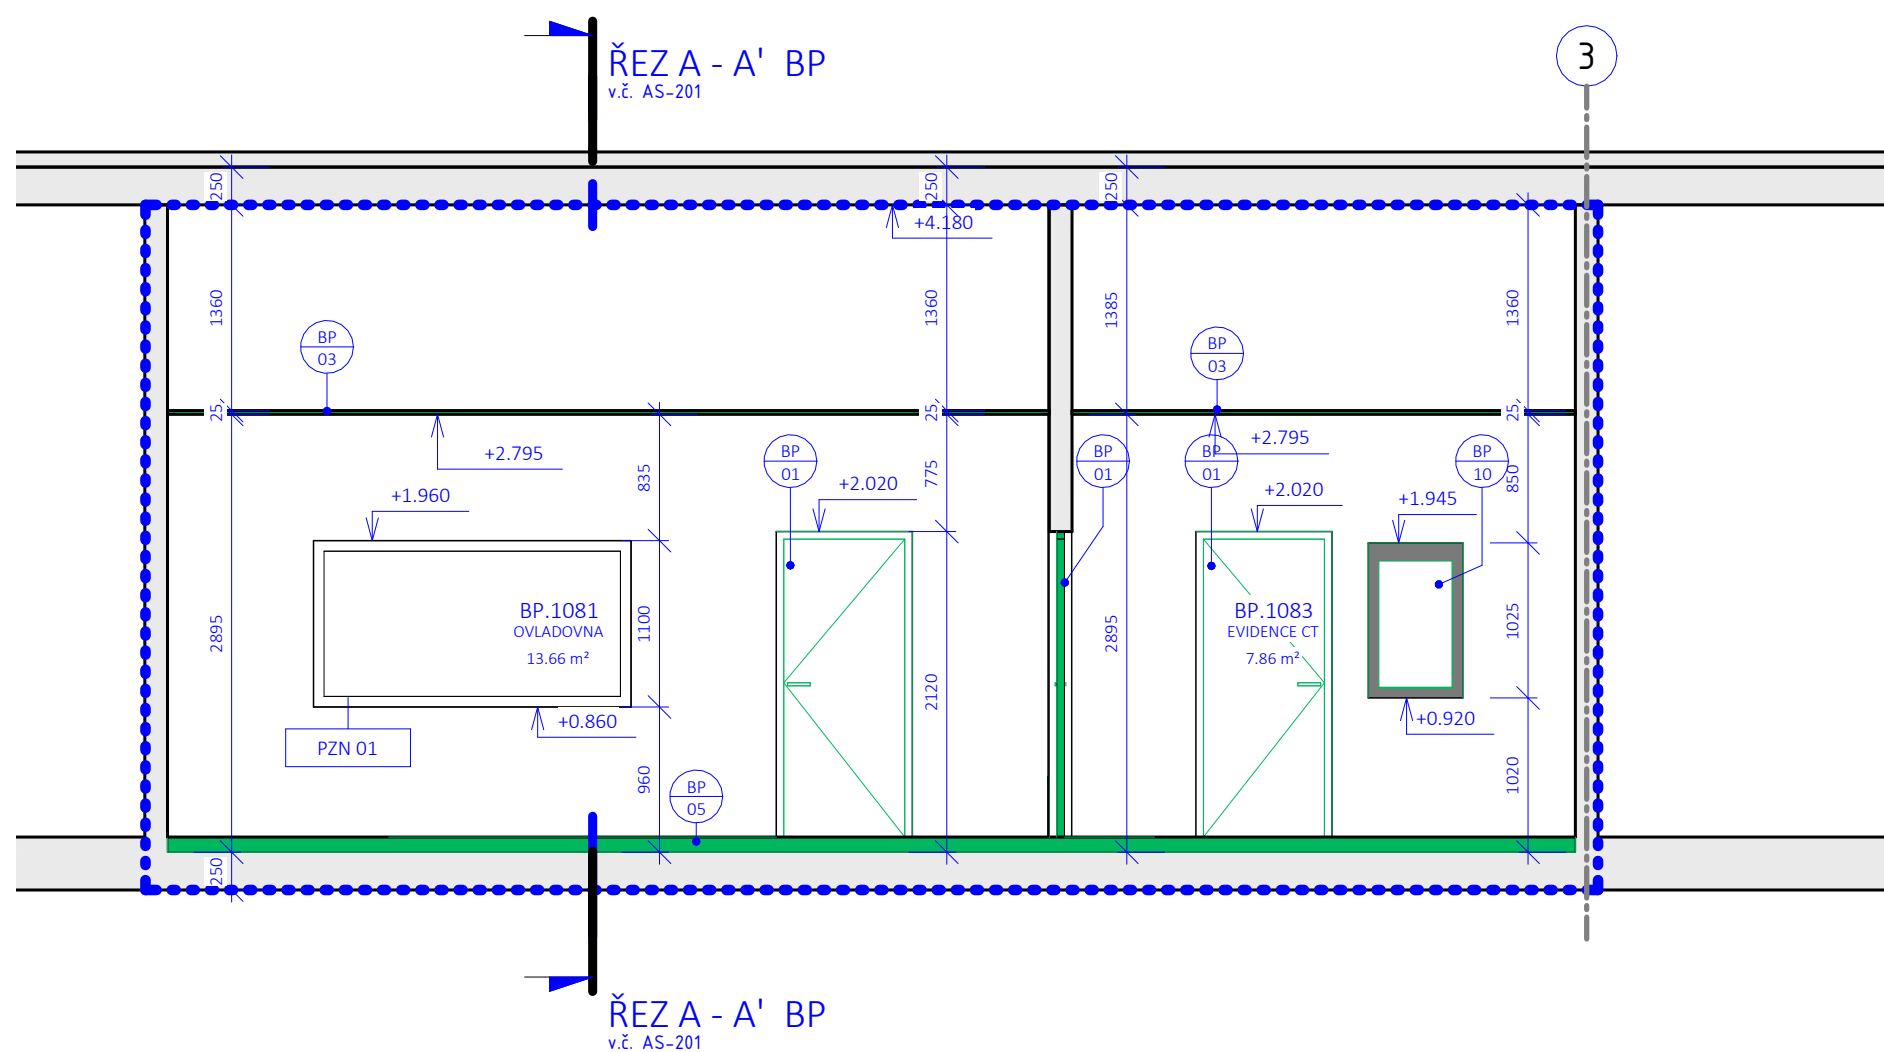 ŘEZ A - A' BP
v.č. AS-201
3
250
250
250
+4.180
1360
1360
1385
1360
BP
03
BP
03
25,
25,
25,
+2.795
+2.795
BP
01
BP
01
BP
01
BP
10
835
775
850
+1.960
+2.020
+2.020
+1.945
BP.1081
OVLADOVNA
13.66 m²
BP.1083
EVIDENCE CT
7.86 m²
2895
1100
2895
1025
2120
+0.860
+0.920
PZN 01
960
1020
BP
05
250
ŘEZ A - A' BP
v.č. AS-201